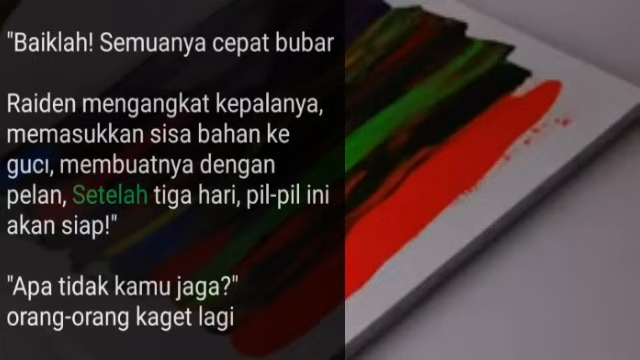 "Baiklah! Semuanya cepat bubar
Raiden mengangkat kepalanya,
memasukkan sisa bahan ke
guci, membuatnya dengan
pelan, Setelah tiga hari, pil-pil ini
akan siap!"
"Apa tidak kamu jaga?"
orang-orang kaget lagi